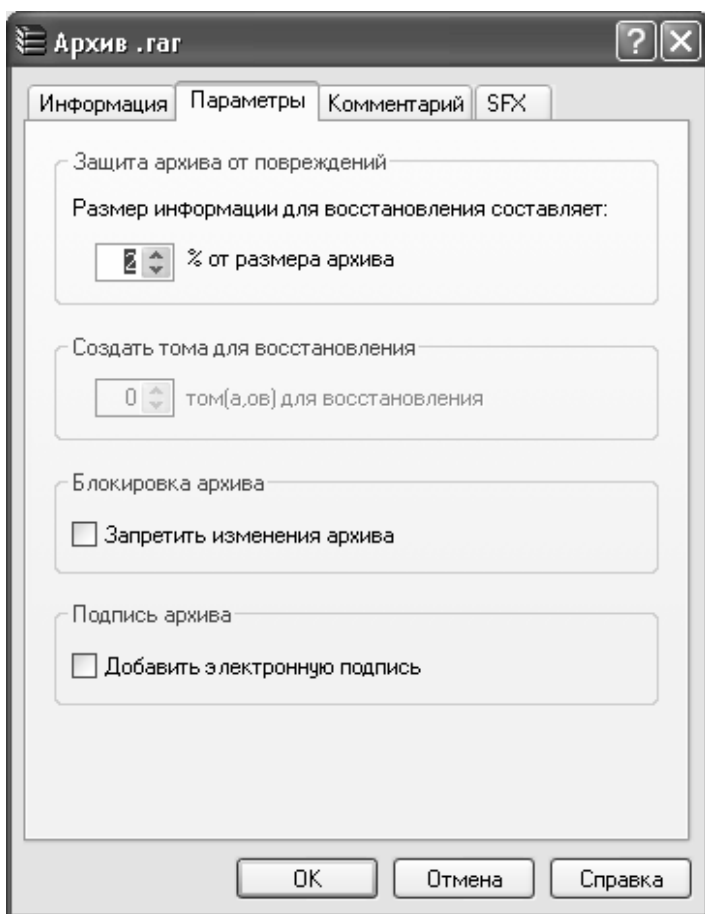 Архив .rar
Информация Параметры Комментарий SFX
Защита архива от повреждений
Размер информации для восстановления составляет:
2 % от размера архива
Создать тома для восстановления
0 том(а,ов) для восстановления
Блокировка архива
Запретить изменения архива
Подпись архива
Добавить электронную подпись
OK Отмена Справка